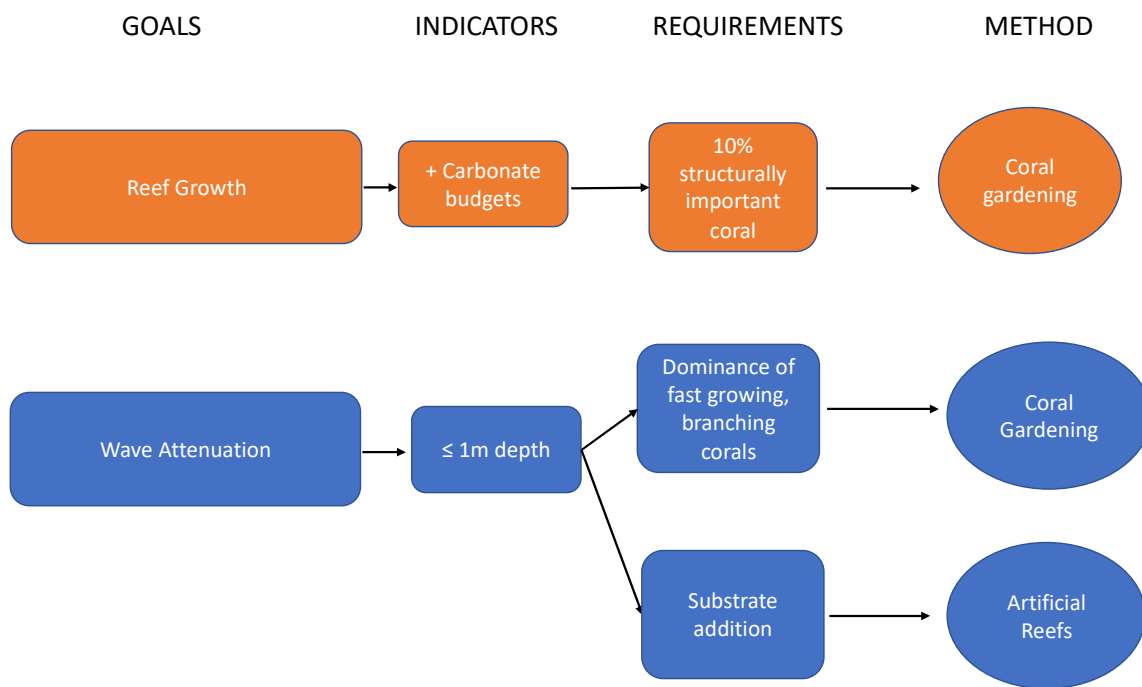 GOALS INDICATORS REQUIREMENTS METHOD
Reef Growth
+ Carbonate
budgets
10%
structurally
important
coral
Coral
gardening
Wave Attenuation
≤ 1m depth
Dominance of
fast growing,
branching
corals
Coral
Gardening
Substrate
addition
Artificial
Reefs